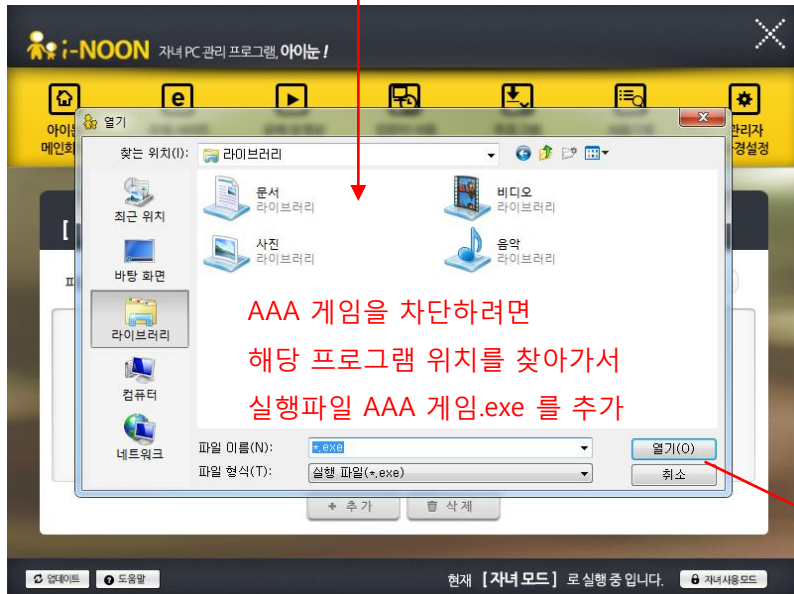 i-NOON 자녀 PC 관리 프로그램, 아이눈 !
아이
메인화
관리자
경설정
열기
찾는 위치(I): 라이브러리
최근 위치
바탕 화면
라이브러리
컴퓨터
네트워크
문서
라이브러리
비디오
라이브러리
사진
라이브러리
음악
라이브러리
AAA 게임을 차단하려면
해당 프로그램 위치를 찾아가서
실행파일 AAA 게임.exe 를 추가
파일 이름(N): *.exe 열기(O)
파일 형식(T): 실행 파일(*.exe) 취소
[
+ 추가 삭제
업데이트 도움말 현재 [ 자녀 모드 ] 로 실행 중 입니다. 자녀사용모드